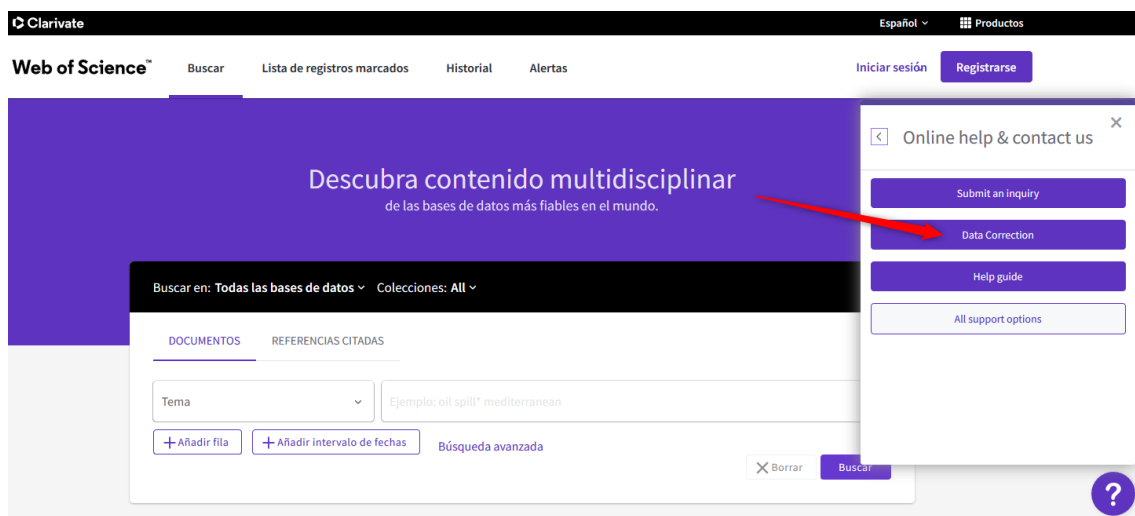 Clarivate
Español
Productos
Web of Science™
Buscar
Lista de registros marcados
Historial
Alertas
Iniciar sesión
Registrarse
Descubra contenido multidisciplinar
de las bases de datos más fiables en el mundo.
Buscar en: Todas las bases de datos Colecciones: All
DOCUMENTOS
REFERENCIAS CITADAS
Tema
Ejemplo: oil spill* mediterranean
+ Añadir fila
+ Añadir intervalo de fechas
Búsqueda avanzada
× Borrar
Buscar
Online help & contact us
Submit an inquiry
Data Correction
Help guide
All support options
?